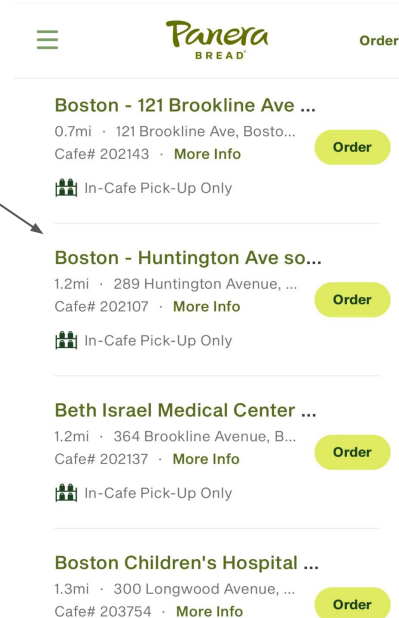 Panera
BREAD
Order
Boston - 121 Brookline Ave ...
0.7mi · 121 Brookline Ave, Bosto...
Cafe# 202143 · More Info
Order
In-Cafe Pick-Up Only
Boston - Huntington Ave so...
1.2mi · 289 Huntington Avenue, ...
Cafe# 202107 · More Info
Order
In-Cafe Pick-Up Only
Beth Israel Medical Center ...
1.2mi · 364 Brookline Avenue, B...
Cafe# 202137 · More Info
Order
In-Cafe Pick-Up Only
Boston Children's Hospital ...
1.3mi · 300 Longwood Avenue, ...
Cafe# 203754 · More Info
Order